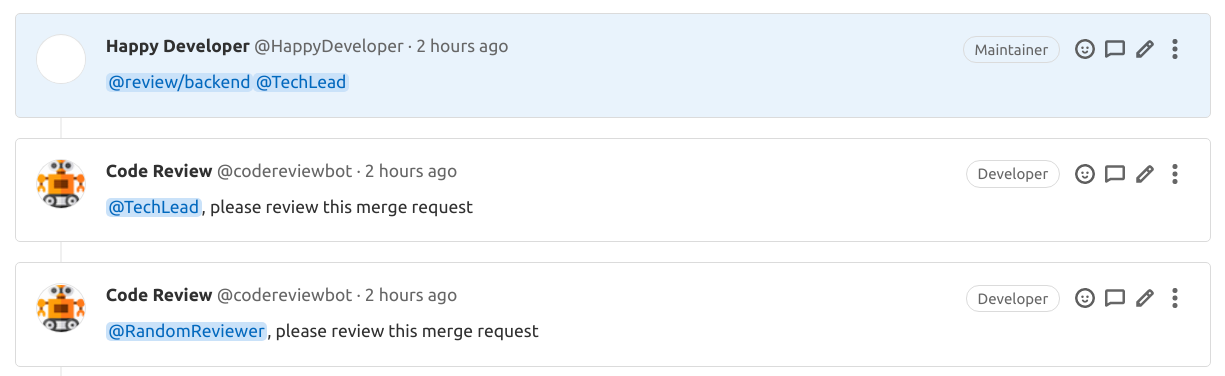 Happy Developer @HappyDeveloper · 2 hours ago Maintainer
@review/backend @TechLead
Code Review @codereviewbot · 2 hours ago Developer
@TechLead, please review this merge request
Code Review @codereviewbot · 2 hours ago Developer
@RandomReviewer, please review this merge request